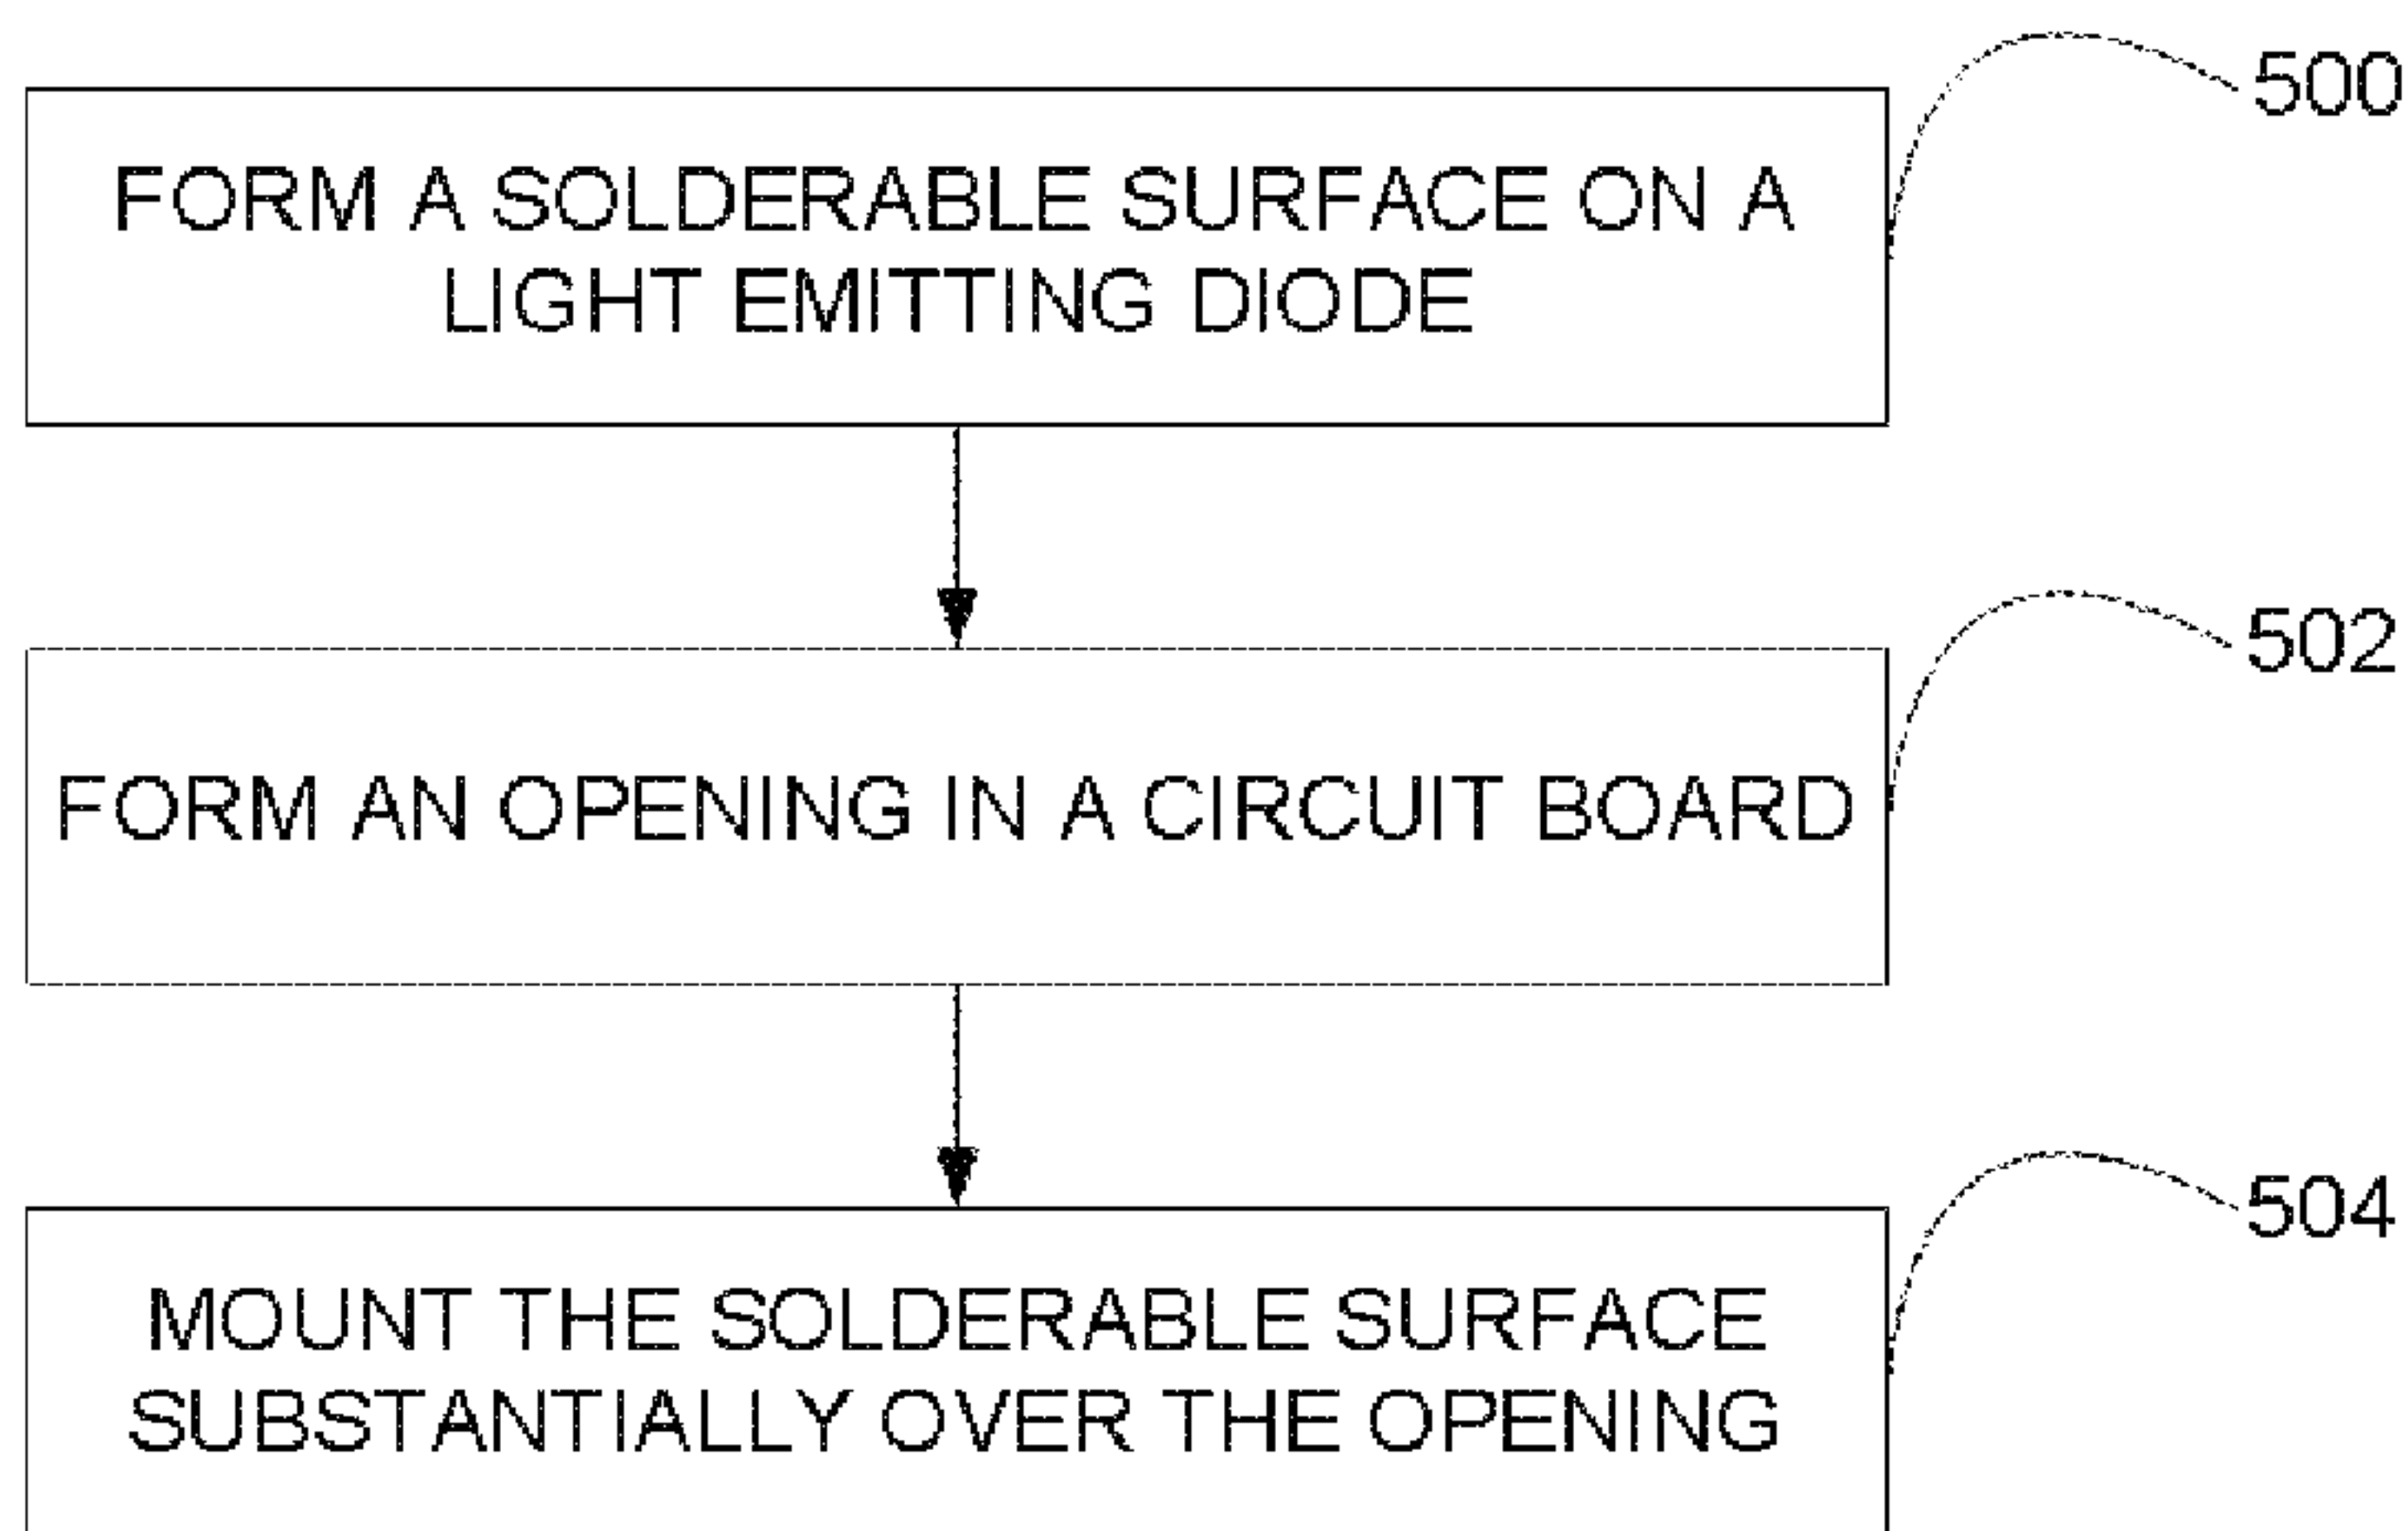 500
FORM A SOLDERABLE SURFACE ON A
LIGHT EMITTING DIODE
502
FORM AN OPENING IN A CIRCUIT BOARD
504
MOUNT THE SOLDERABLE SURFACE
SUBSTANTIALLY OVER THE OPENING